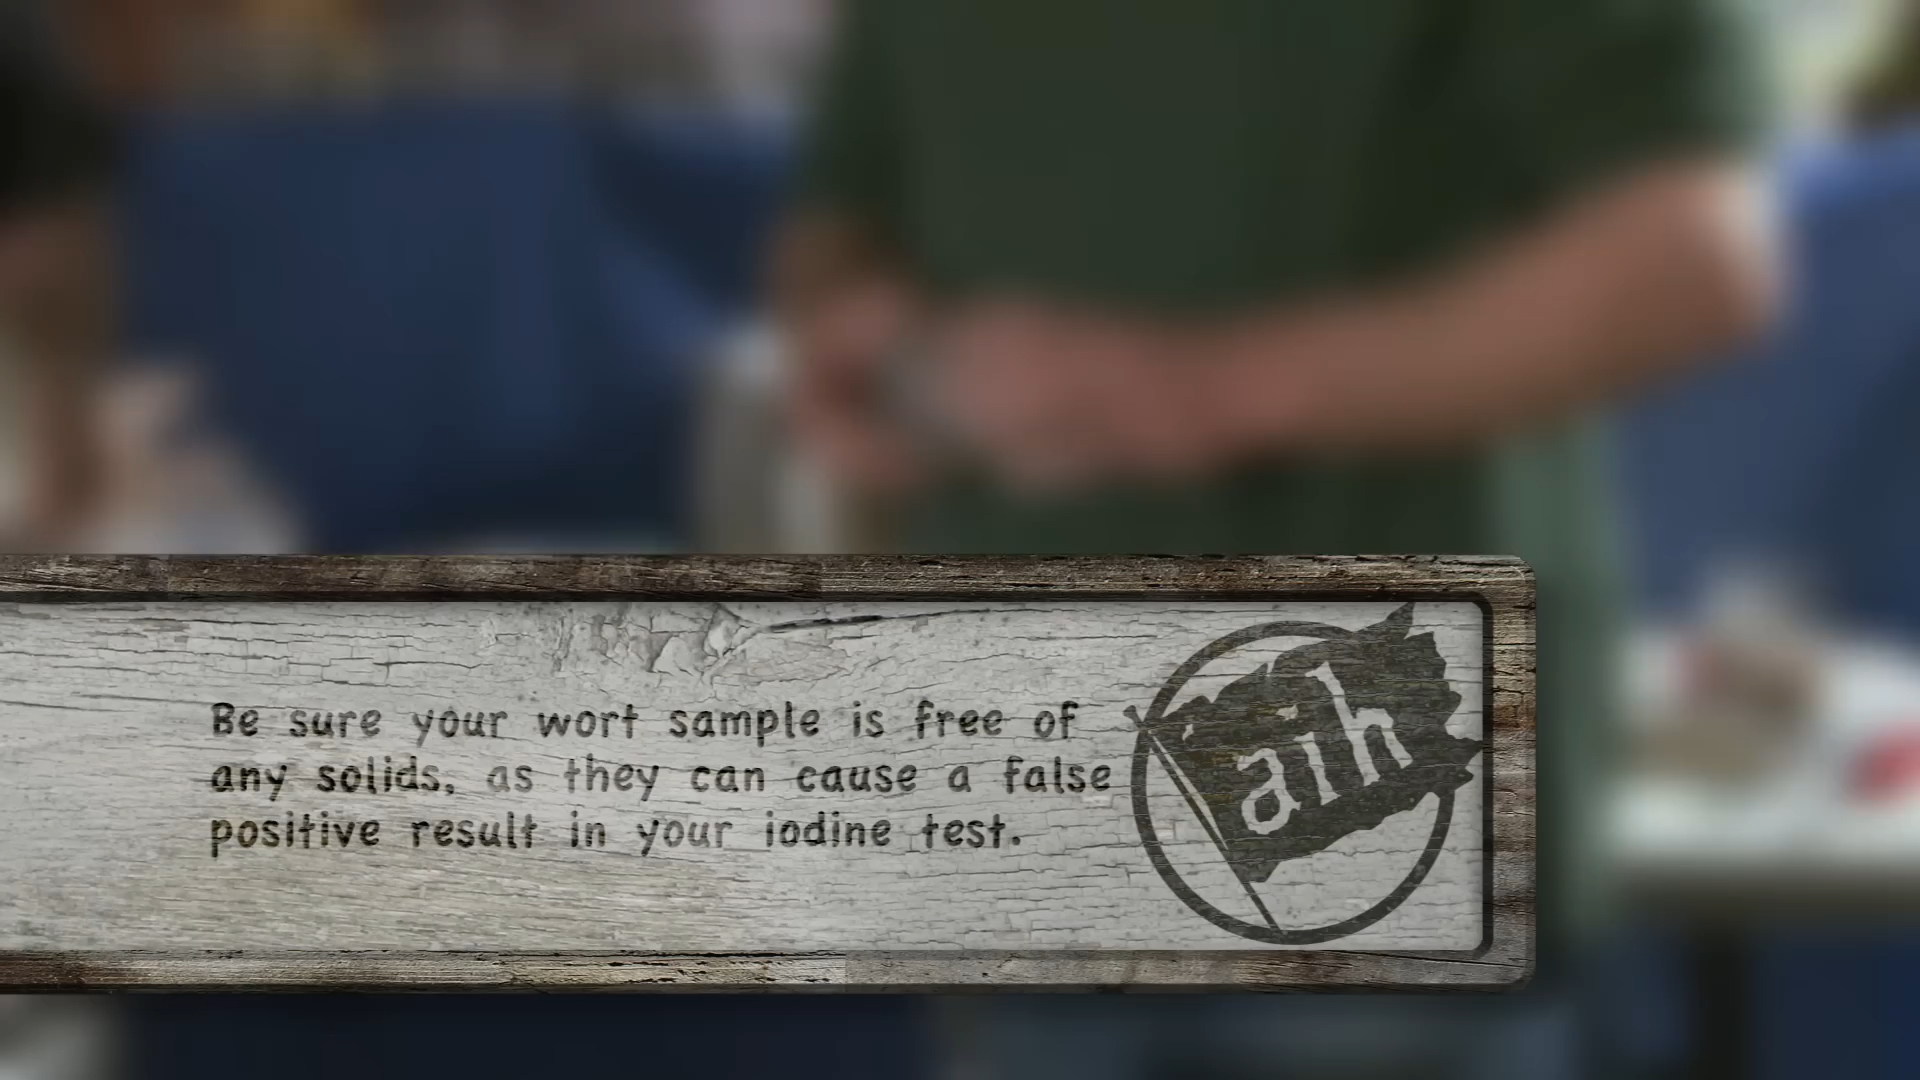 Be sure your wort sample is free of
any solids, as they can cause a false
positive result in your iodine test.
aih